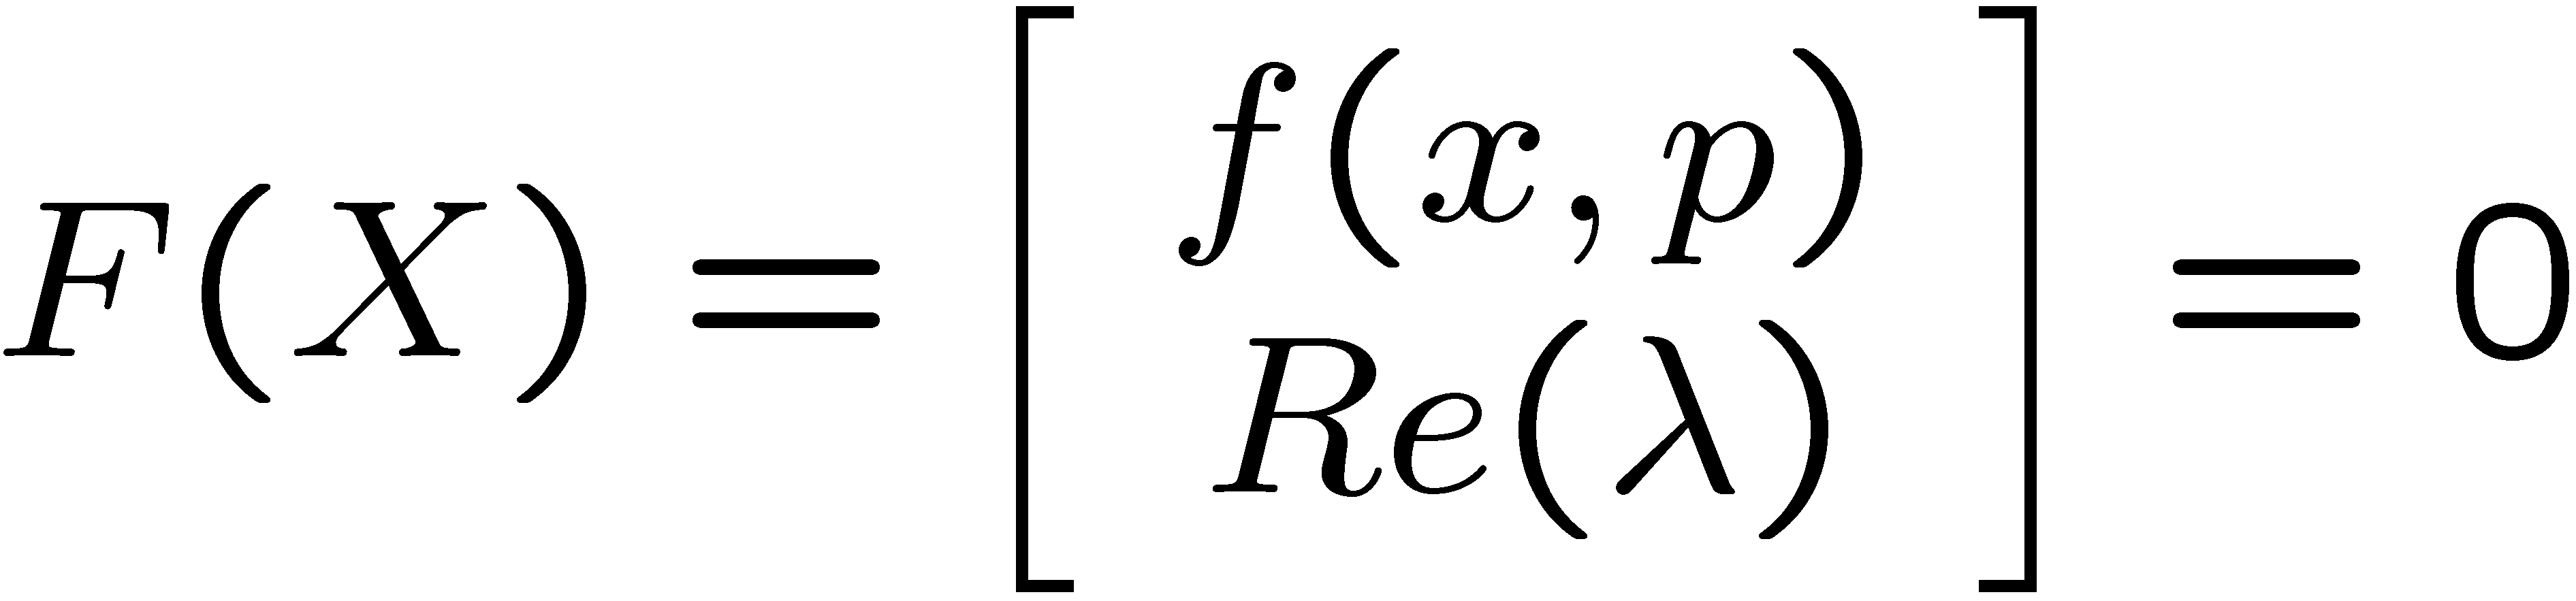 F(X) = [ f(x, p)
Re(λ) ] = 0